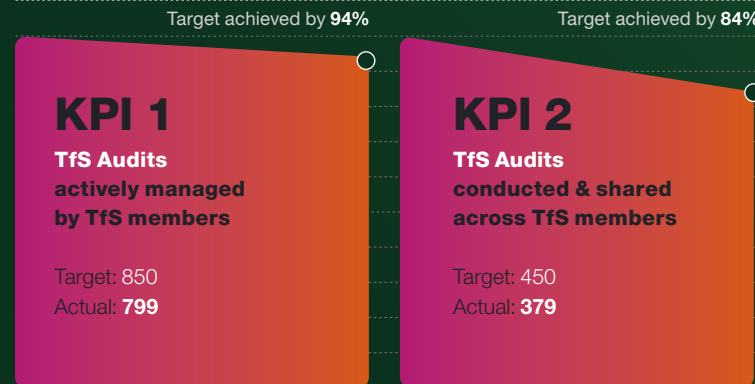 Target achieved by 94%
KPI 1
TfS Audits
actively managed
by TfS members
Target: 850
Actual: 799
Target achieved by 84%
KPI 2
TfS Audits
conducted & shared
across TfS members
Target: 450
Actual: 379